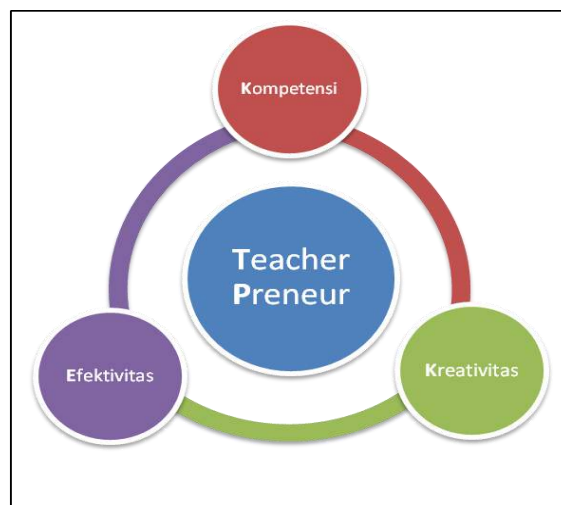 Kompetensi
Teacher
Preneur
Efektivitas
Kreativitas